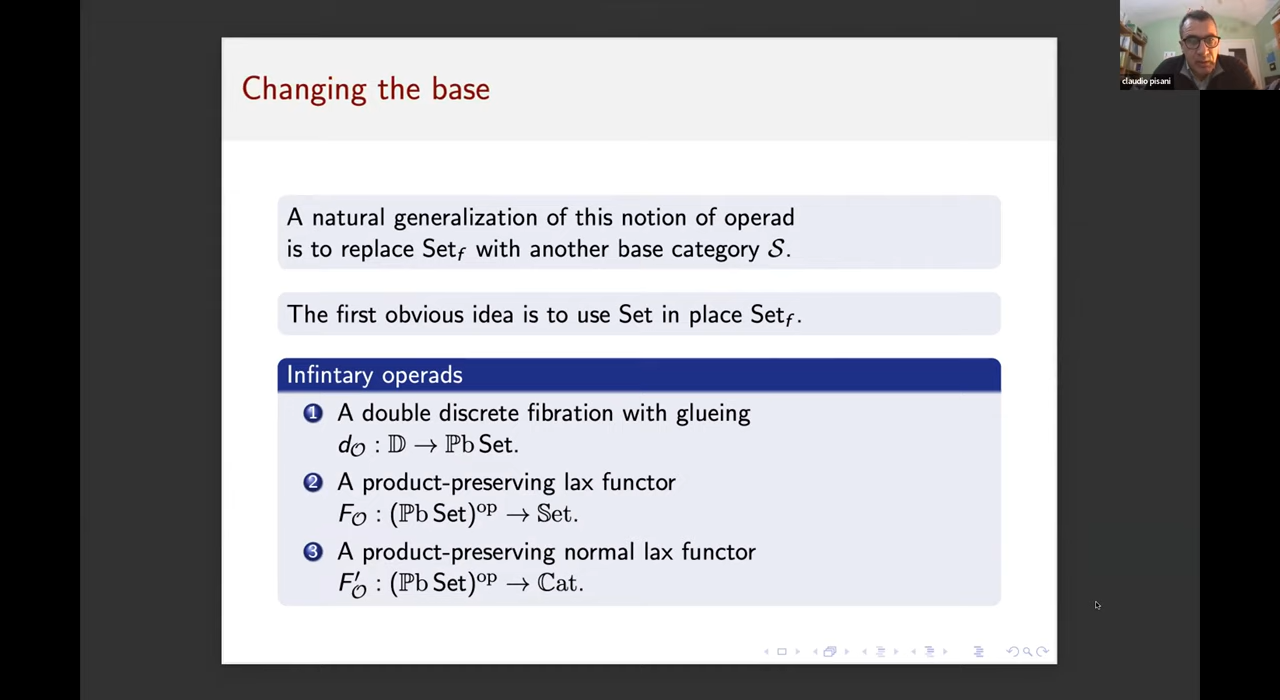 Changing the base
claudio pisani
A natural generalization of this notion of operad
is to replace Set_f with another base category 𝒮.
The first obvious idea is to use Set in place Set_f.
Infintary operads
1 A double discrete fibration with glueing
d_𝒪 : 𝔻 → ℙb Set.
2 A product-preserving lax functor
F_𝒪 : (ℙb Set)^op → 𝕊et.
3 A product-preserving normal lax functor
F′_𝒪 : (ℙb Set)^op → ℂat.